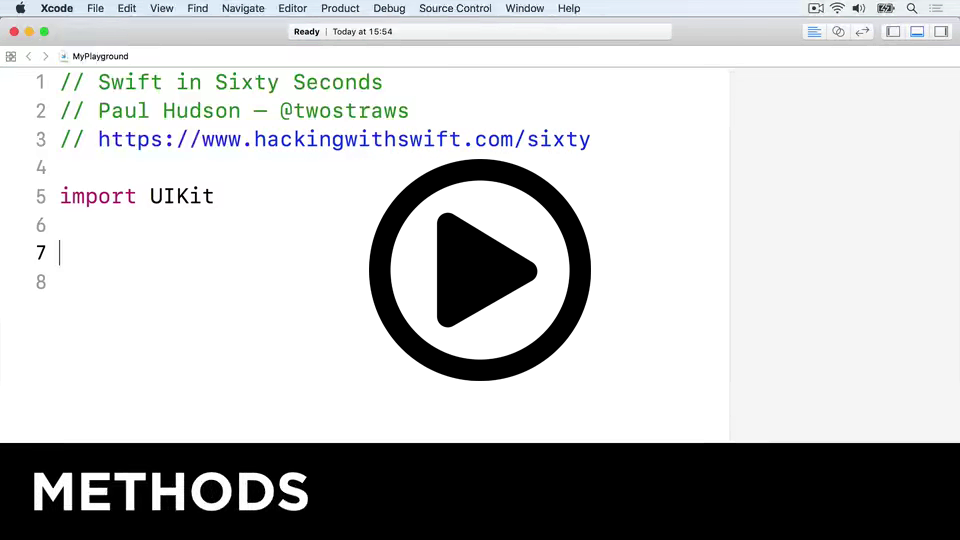 Xcode File Edit View Find Navigate Editor Product Debug Source Control Window Help
Ready | Today at 15:54
MyPlayground
1 // Swift in Sixty Seconds
2 // Paul Hudson — @twostraws
3 // https://www.hackingwithswift.com/sixty
4
5 import UIKit
6
7
8
METHODS